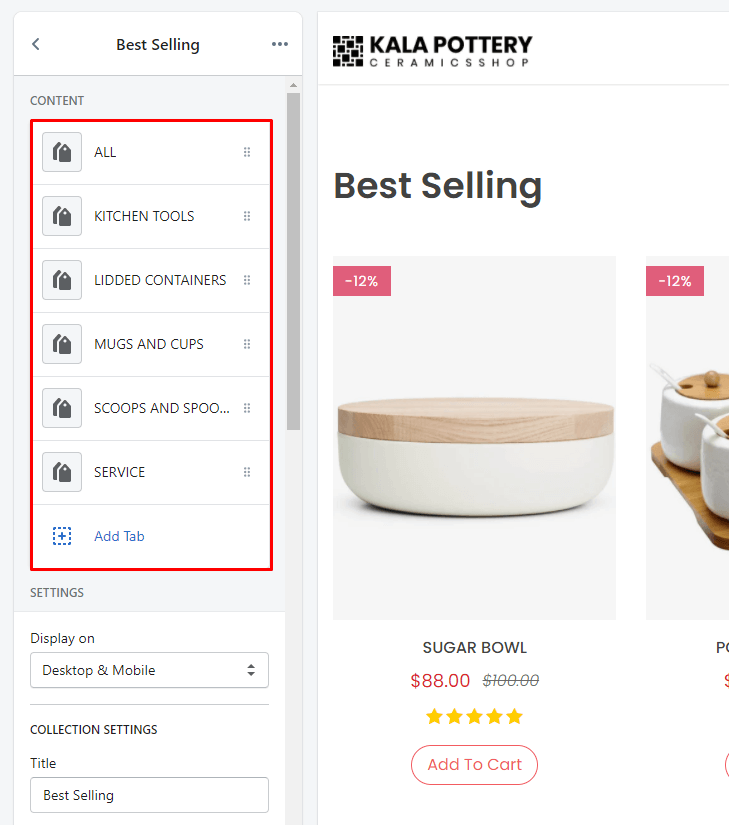 Best Selling
CONTENT
ALL
KITCHEN TOOLS
LIDDED CONTAINERS
MUGS AND CUPS
SCOOPS AND SPOO...
SERVICE
Add Tab
SETTINGS
Display on
Desktop & Mobile
COLLECTION SETTINGS
Title
Best Selling
KALA POTTERY
CERAMICSSHOP
Best Selling
-12%
-12%
SUGAR BOWL
$88.00 $100.00
Add To Cart